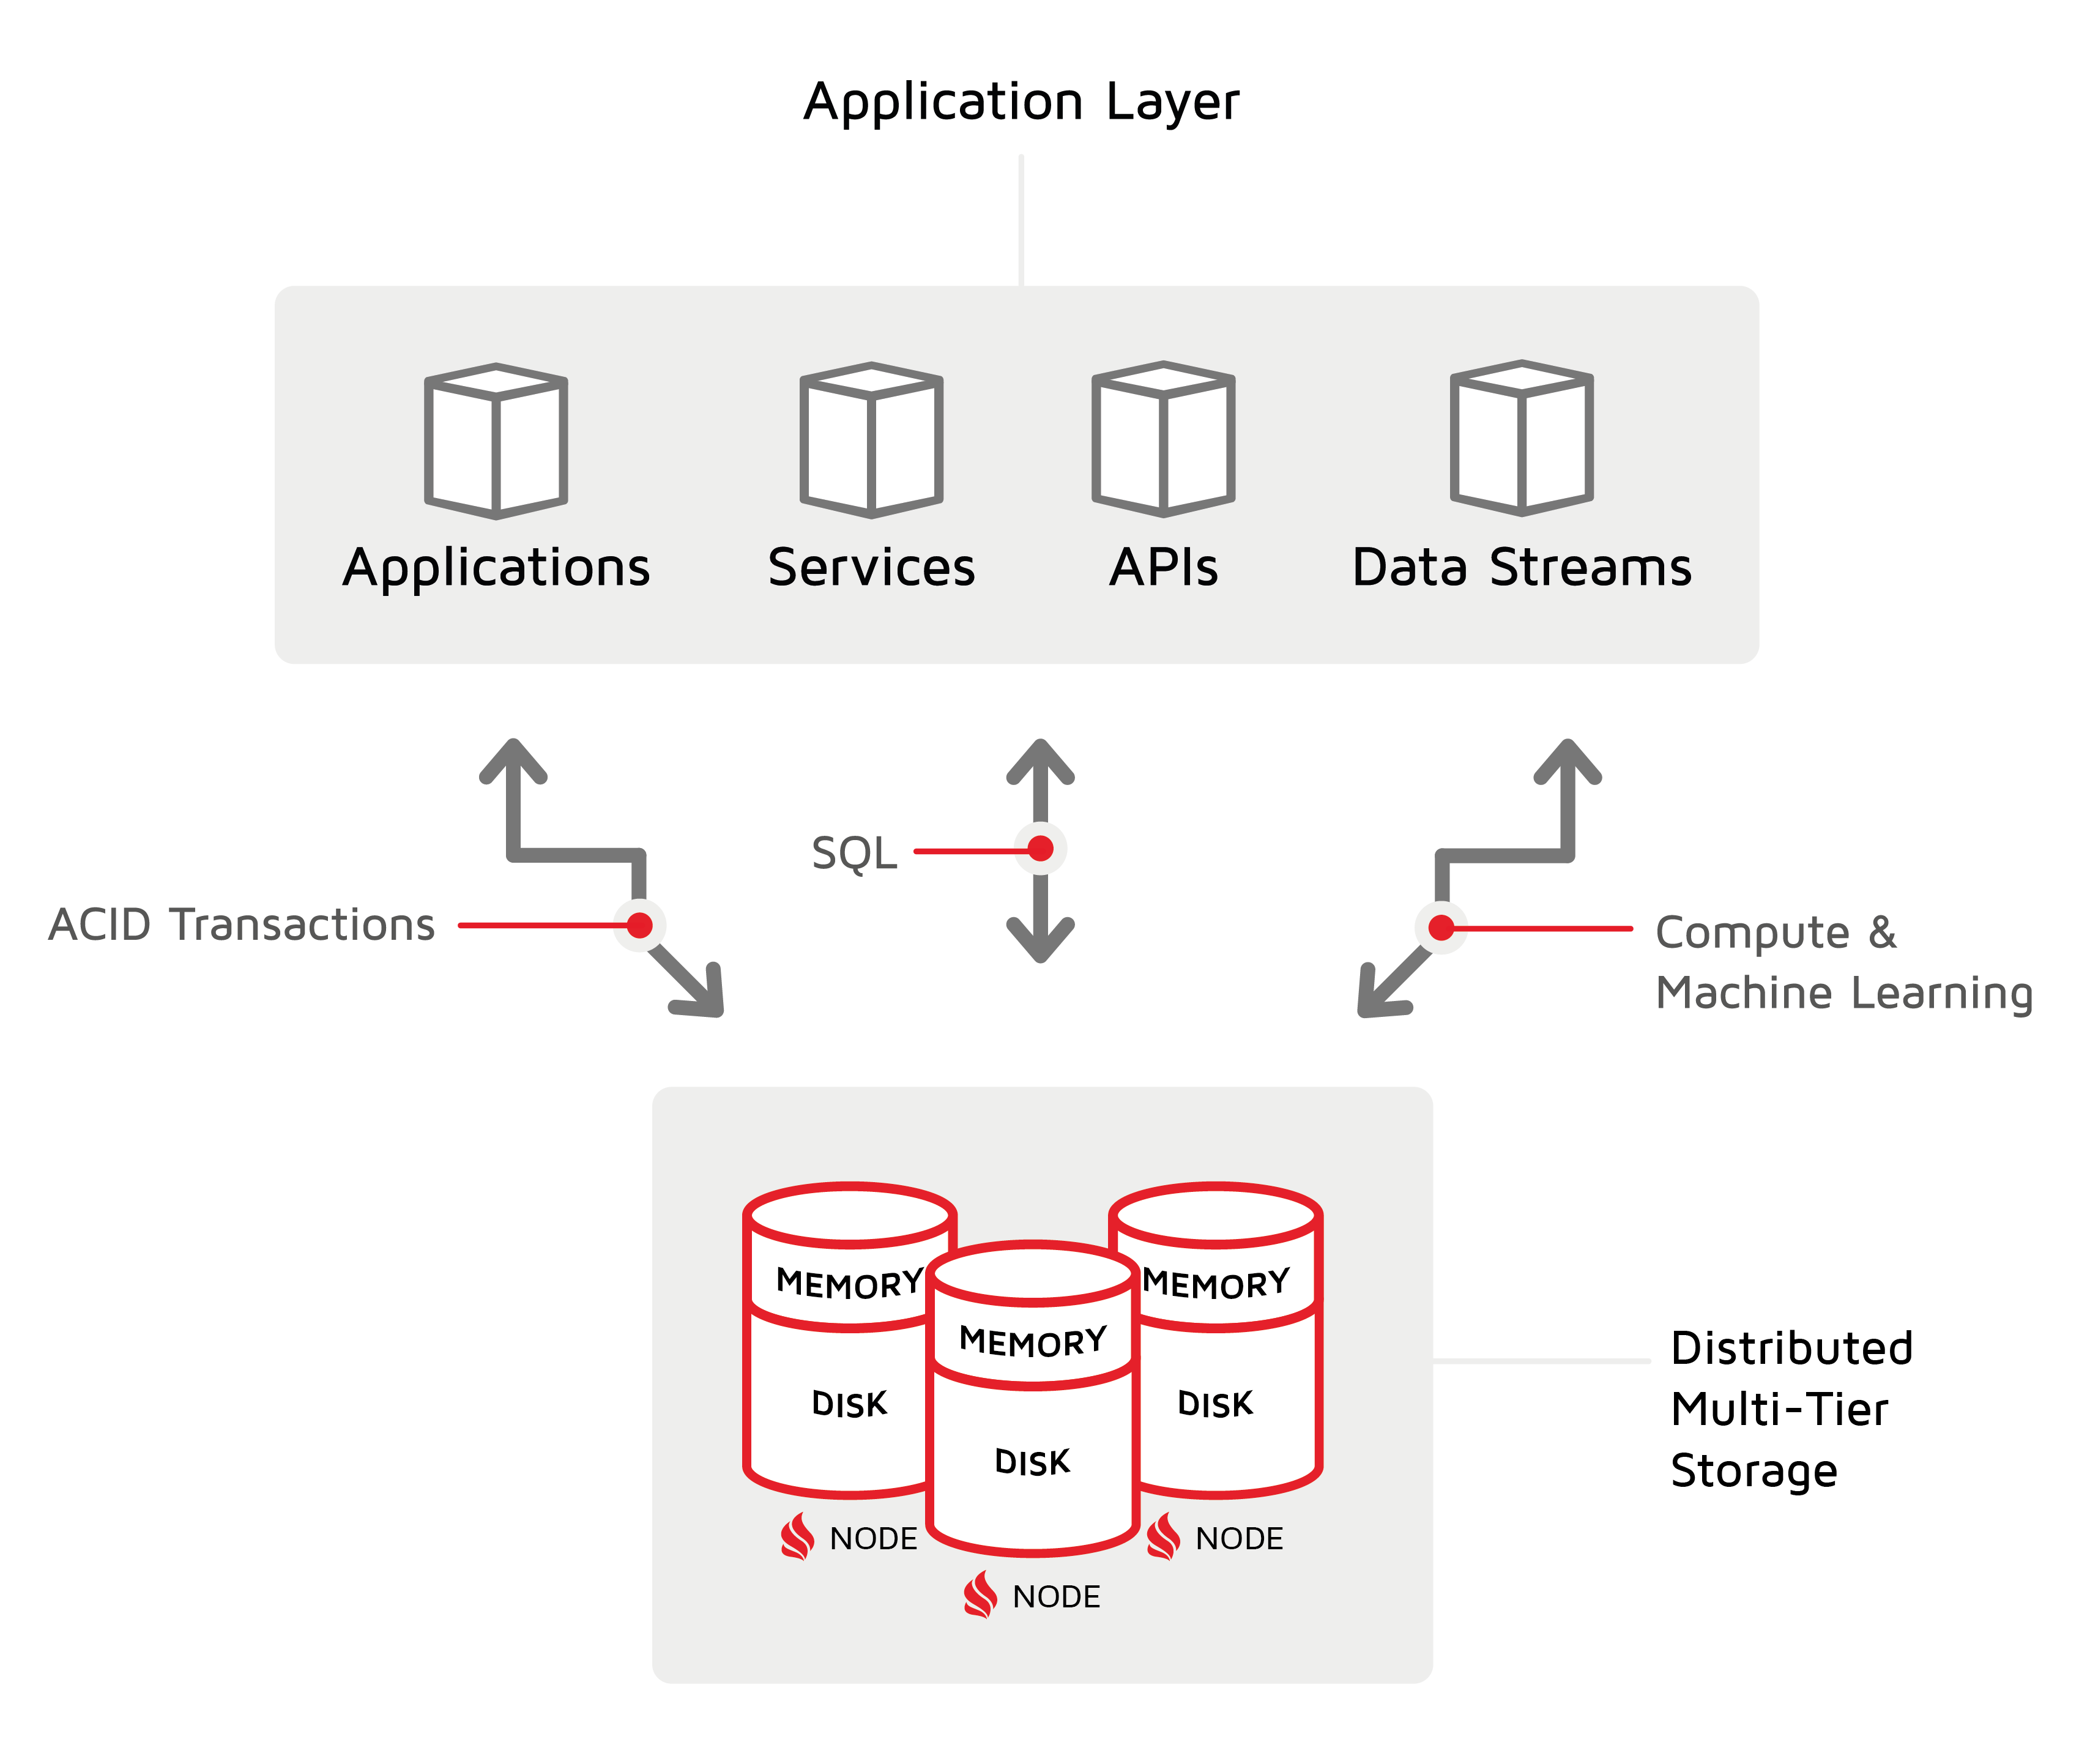 Application Layer
Applications
Services
APIs
Data Streams
SQL
ACID Transactions
Compute &
Machine Learning
MEMORY
MEMORY
MEMORY
DISK
DISK
DISK
NODE
NODE
NODE
Distributed
Multi-Tier
Storage